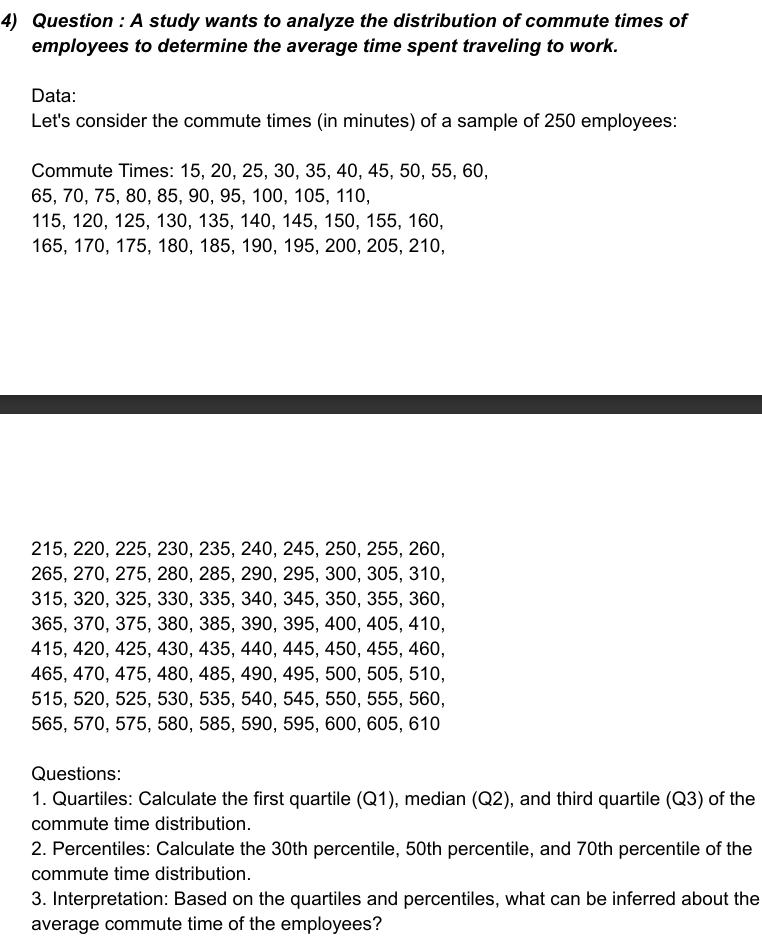 4) Question : A study wants to analyze the distribution of commute times of
employees to determine the average time spent traveling to work.
Data:
Let's consider the commute times (in minutes) of a sample of 250 employees:
Commute Times: 15, 20, 25, 30, 35, 40, 45, 50, 55, 60,
65, 70, 75, 80, 85, 90, 95, 100, 105, 110,
115, 120, 125, 130, 135, 140, 145, 150, 155, 160,
165, 170, 175, 180, 185, 190, 195, 200, 205, 210,
215, 220, 225, 230, 235, 240, 245, 250, 255, 260,
265, 270, 275, 280, 285, 290, 295, 300, 305, 310,
315, 320, 325, 330, 335, 340, 345, 350, 355, 360,
365, 370, 375, 380, 385, 390, 395, 400, 405, 410,
415, 420, 425, 430, 435, 440, 445, 450, 455, 460,
465, 470, 475, 480, 485, 490, 495, 500, 505, 510,
515, 520, 525, 530, 535, 540, 545, 550, 555, 560,
565, 570, 575, 580, 585, 590, 595, 600, 605, 610
Questions:
1. Quartiles: Calculate the first quartile (Q1), median (Q2), and third quartile (Q3) of the
commute time distribution.
2. Percentiles: Calculate the 30th percentile, 50th percentile, and 70th percentile of the
commute time distribution.
3. Interpretation: Based on the quartiles and percentiles, what can be inferred about the
average commute time of the employees?